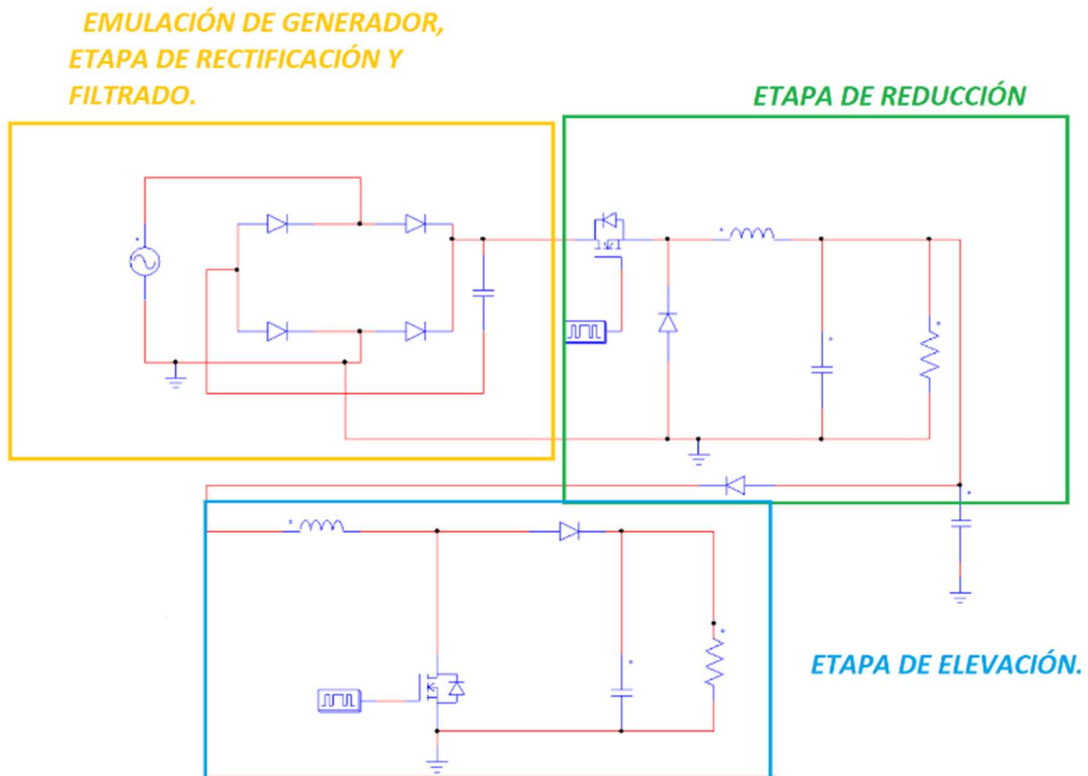 EMULACIÓN DE GENERADOR,
ETAPA DE RECTIFICACIÓN Y
FILTRADO.
ETAPA DE REDUCCIÓN
ETAPA DE ELEVACIÓN.